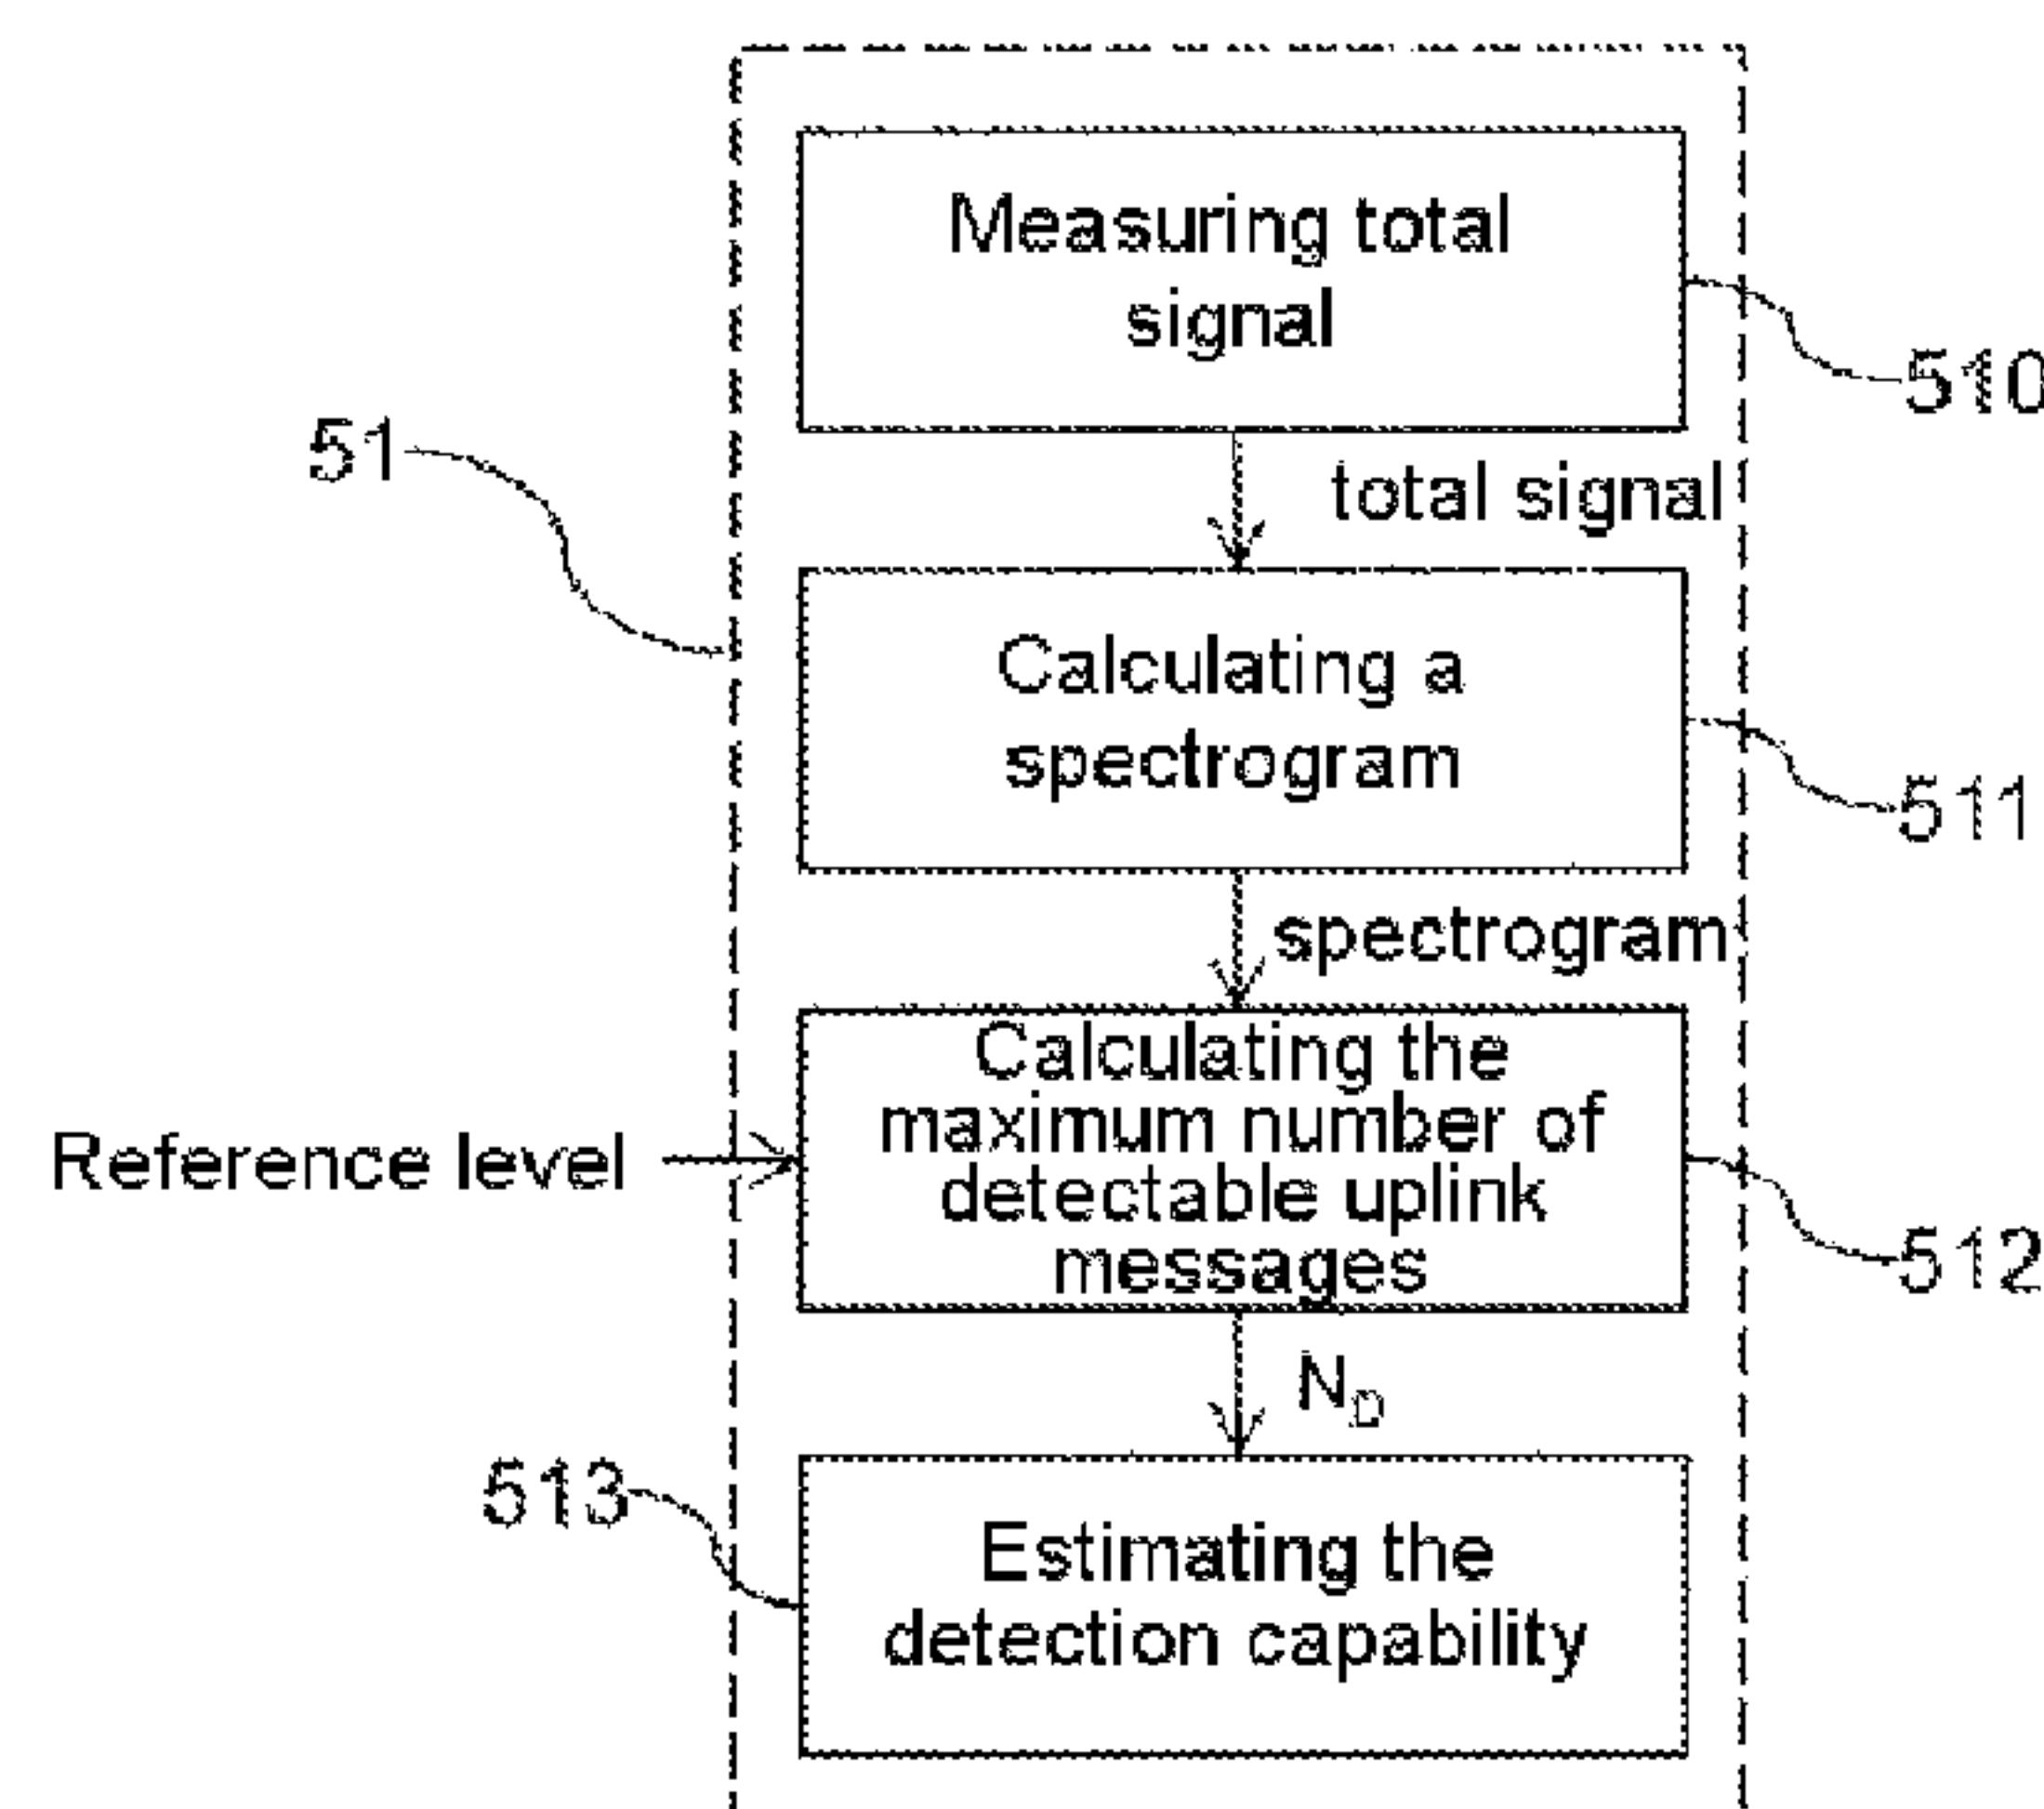 Measuring total
signal
510
51
total signal
Calculating a
spectrogram
511
spectrogram
Calculating the
maximum number of
detectable uplink
messages
Reference level
512
N_D
513
Estimating the
detection capability